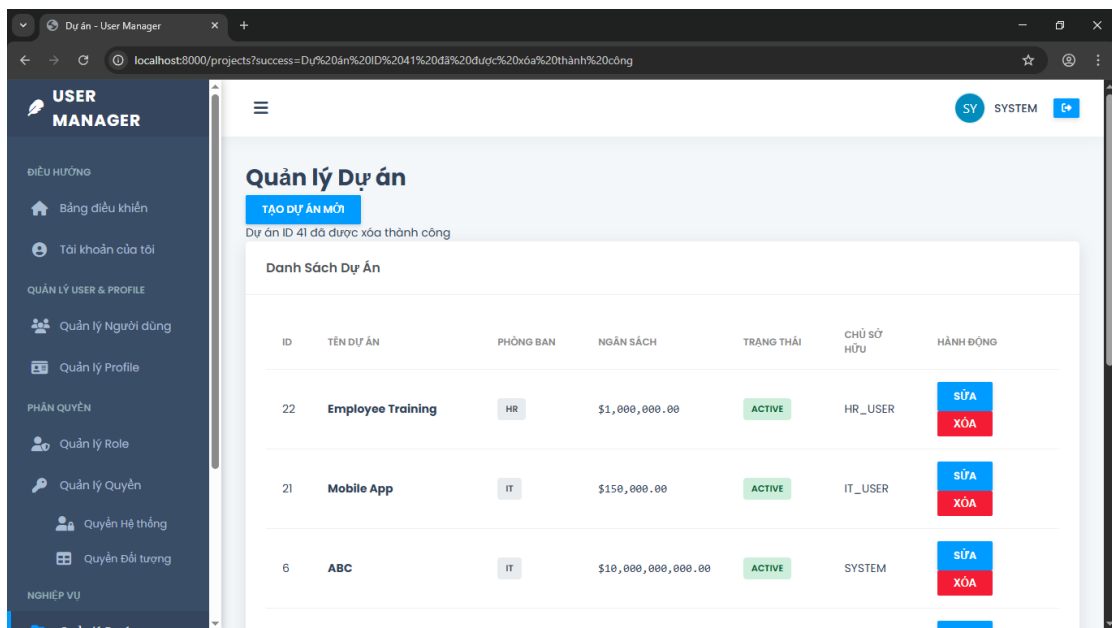 Dự án - User Manager
localhost:8000/projects?success=Dự%20án%20ID%2041%20đã%20được%20xóa%20thành%20công
USER
MANAGER
SY SYSTEM
ĐIỀU HƯỚNG
Bảng điều khiển
Tài khoản của tôi
QUẢN LÝ USER & PROFILE
Quản lý Người dùng
Quản lý Profile
PHÂN QUYỀN
Quản lý Role
Quản lý Quyền
Quyền Hệ thống
Quyền Đối tượng
NGHIỆP VỤ
Quản lý Dự án
TẠO DỰ ÁN MỚI
Dự án ID 41 đã được xóa thành công
Danh Sách Dự Án
ID TÊN DỰ ÁN PHÒNG BAN NGÂN SÁCH TRẠNG THÁI CHỦ SỞ HỮU HÀNH ĐỘNG
22 Employee Training HR $1,000,000.00 ACTIVE HR_USER SỬA
XÓA
21 Mobile App IT $150,000.00 ACTIVE IT_USER SỬA
XÓA
6 ABC IT $10,000,000,000.00 ACTIVE SYSTEM SỬA
XÓA